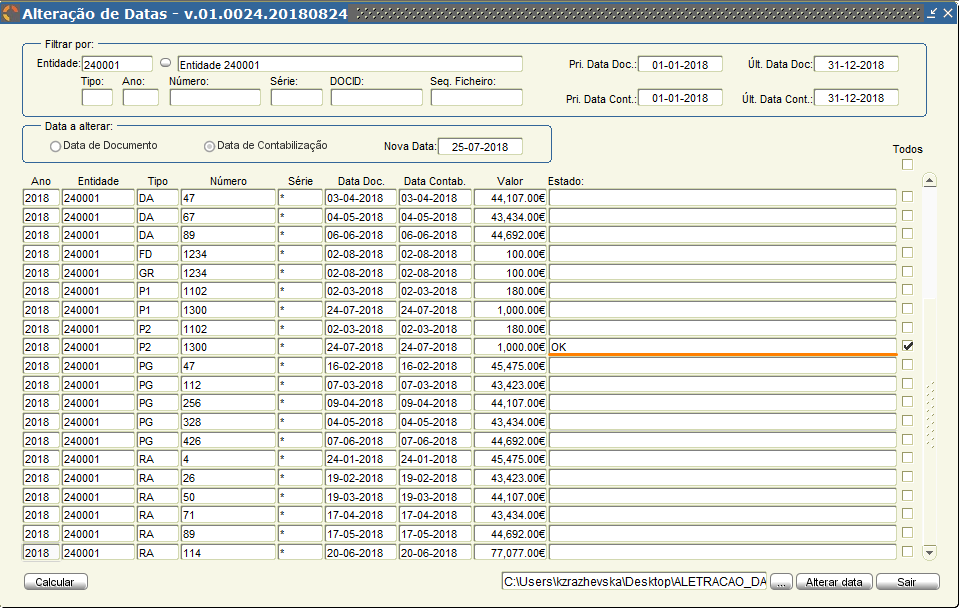 Alteração de Datas - v.01.0024.20180824
Filtrar por:
Entidade: 240001 Entidade 240001 Pri. Data Doc.: 01-01-2018 Últ. Data Doc: 31-12-2018
Tipo: Ano: Número: Série: DOCID: Seq. Ficheiro:
Pri. Data Cont.: 01-01-2018 Últ. Data Cont.: 31-12-2018
Data a alterar:
Data de Documento Data de Contabilização Nova Data: 25-07-2018
Todos
Ano Entidade Tipo Número Série Data Doc. Data Contab. Valor Estado:
2018 240001 DA 47 * 03-04-2018 03-04-2018 44,107.00€
2018 240001 DA 67 * 04-05-2018 04-05-2018 43,434.00€
2018 240001 DA 89 * 06-06-2018 06-06-2018 44,692.00€
2018 240001 FD 1234 * 02-08-2018 02-08-2018 100.00€
2018 240001 GR 1234 * 02-08-2018 02-08-2018 100.00€
2018 240001 P1 1102 * 02-03-2018 02-03-2018 180.00€
2018 240001 P1 1300 * 24-07-2018 24-07-2018 1,000.00€
2018 240001 P2 1102 * 02-03-2018 02-03-2018 180.00€
2018 240001 P2 1300 * 24-07-2018 24-07-2018 1,000.00€ OK
2018 240001 PG 47 * 16-02-2018 16-02-2018 45,475.00€
2018 240001 PG 112 * 07-03-2018 07-03-2018 43,423.00€
2018 240001 PG 256 * 09-04-2018 09-04-2018 44,107.00€
2018 240001 PG 328 * 04-05-2018 04-05-2018 43,434.00€
2018 240001 PG 426 * 07-06-2018 07-06-2018 44,692.00€
2018 240001 RA 4 * 24-01-2018 24-01-2018 45,475.00€
2018 240001 RA 26 * 19-02-2018 19-02-2018 43,423.00€
2018 240001 RA 50 * 19-03-2018 19-03-2018 44,107.00€
2018 240001 RA 71 * 17-04-2018 17-04-2018 43,434.00€
2018 240001 RA 89 * 17-05-2018 17-05-2018 44,692.00€
2018 240001 RA 114 * 20-06-2018 20-06-2018 77,077.00€
Calcular C:\Users\kzrazhevska\Desktop\ALETRACAO_DA ... Alterar data Sair